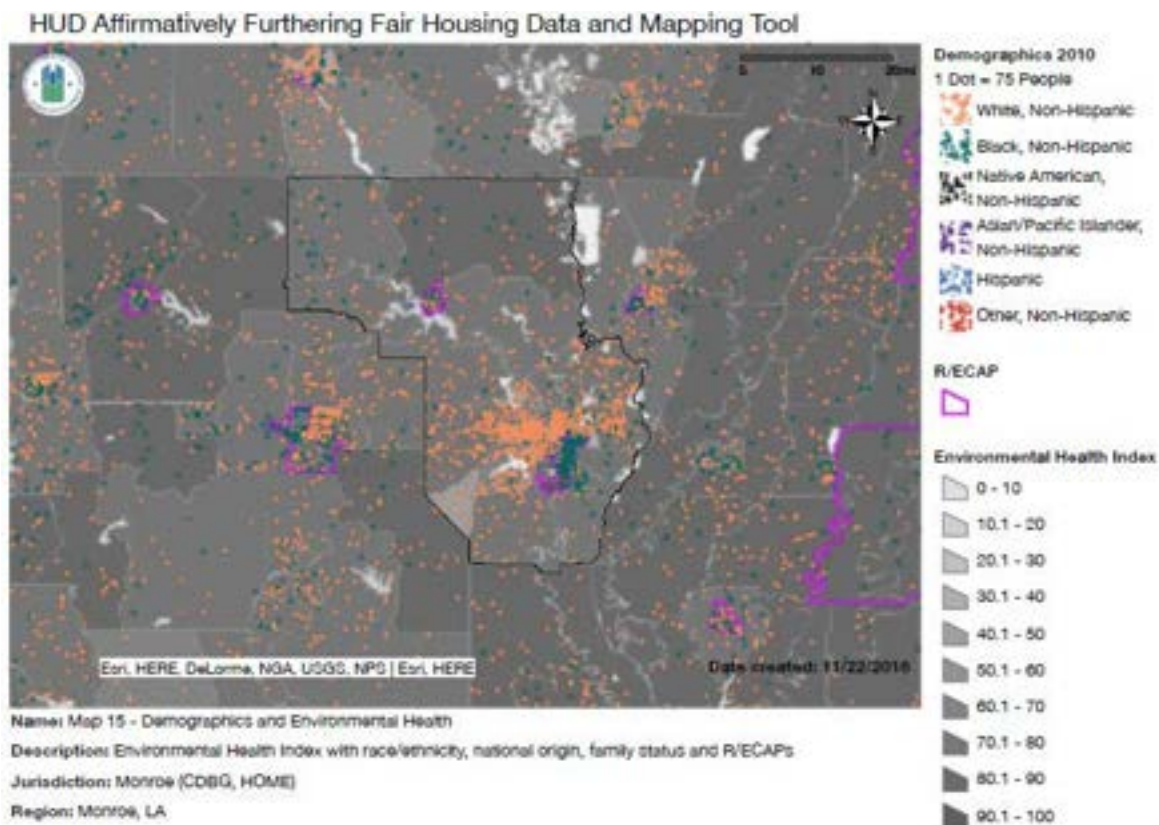 HUD Affirmatively Furthering Fair Housing Data and Mapping Tool
0 10 20mi
N
Demographics 2010
1 Dot = 75 People
White, Non-Hispanic
Black, Non-Hispanic
Native American,
Non-Hispanic
Asian/Pacific Islander,
Non-Hispanic
Hispanic
Other, Non-Hispanic
R/ECAP
Environmental Health Index
0 - 10
10.1 - 20
20.1 - 30
30.1 - 40
40.1 - 50
50.1 - 60
60.1 - 70
70.1 - 80
80.1 - 90
90.1 - 100
Esri, HERE, DeLorme, NGA, USGS, NPS | Esri, HERE
Date created: 11/22/2016
Name: Map 15 - Demographics and Environmental Health
Description: Environmental Health Index with race/ethnicity, national origin, family status and R/ECAPs
Jurisdiction: Monroe (CDBG, HOME)
Region: Monroe, LA